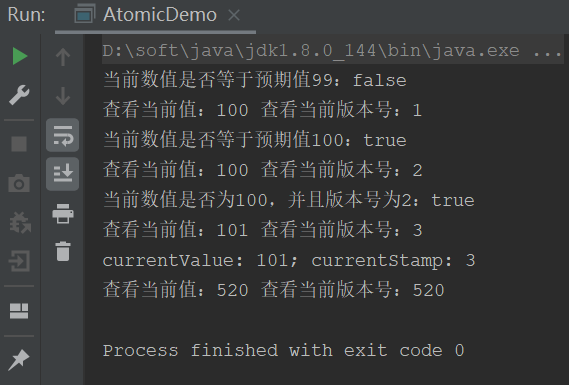 Run: AtomicDemo
D:\soft\java\jdk1.8.0_144\bin\java.exe ...
当前数值是否等于预期值99：false
查看当前值：100 查看当前版本号：1
当前数值是否等于预期值100：true
查看当前值：100 查看当前版本号：2
当前数值是否为100，并且版本号为2：true
查看当前值：101 查看当前版本号：3
currentValue: 101; currentStamp: 3
查看当前值：520 查看当前版本号：520
Process finished with exit code 0